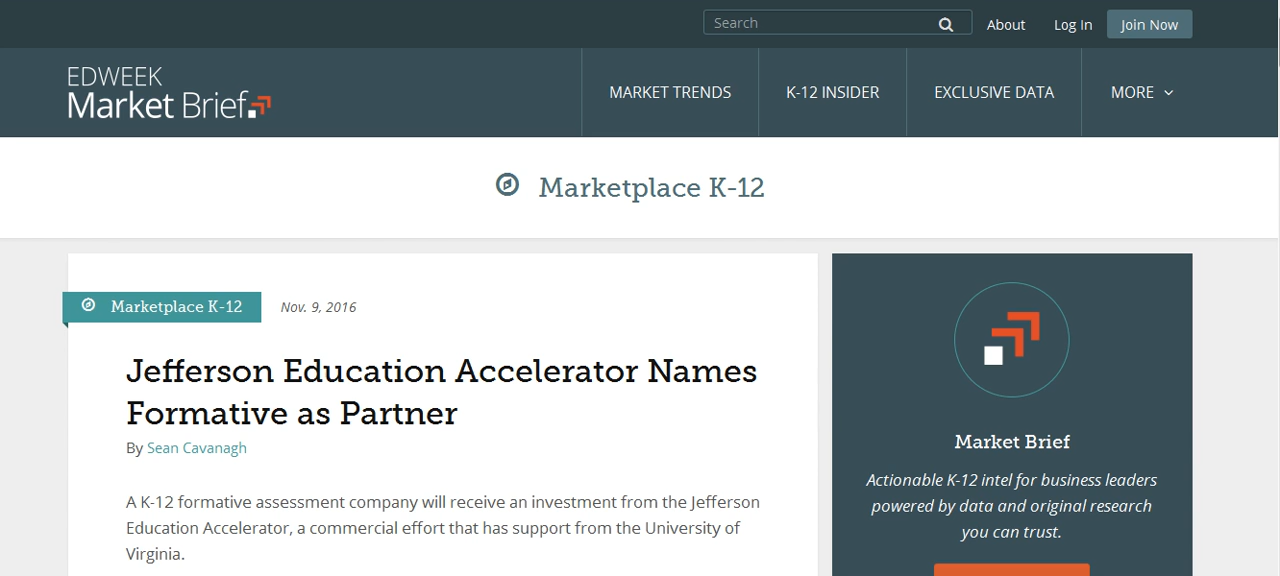 Search
About
Log In
Join Now
EDWEEK
Market Brief
MARKET TRENDS
K-12 INSIDER
EXCLUSIVE DATA
MORE
Marketplace K-12
Marketplace K-12
Nov. 9, 2016
Jefferson Education Accelerator Names
Formative as Partner
By Sean Cavanagh
A K-12 formative assessment company will receive an investment from the Jefferson
Education Accelerator, a commercial effort that has support from the University of
Virginia.
Market Brief
Actionable K-12 intel for business leaders
powered by data and original research
you can trust.